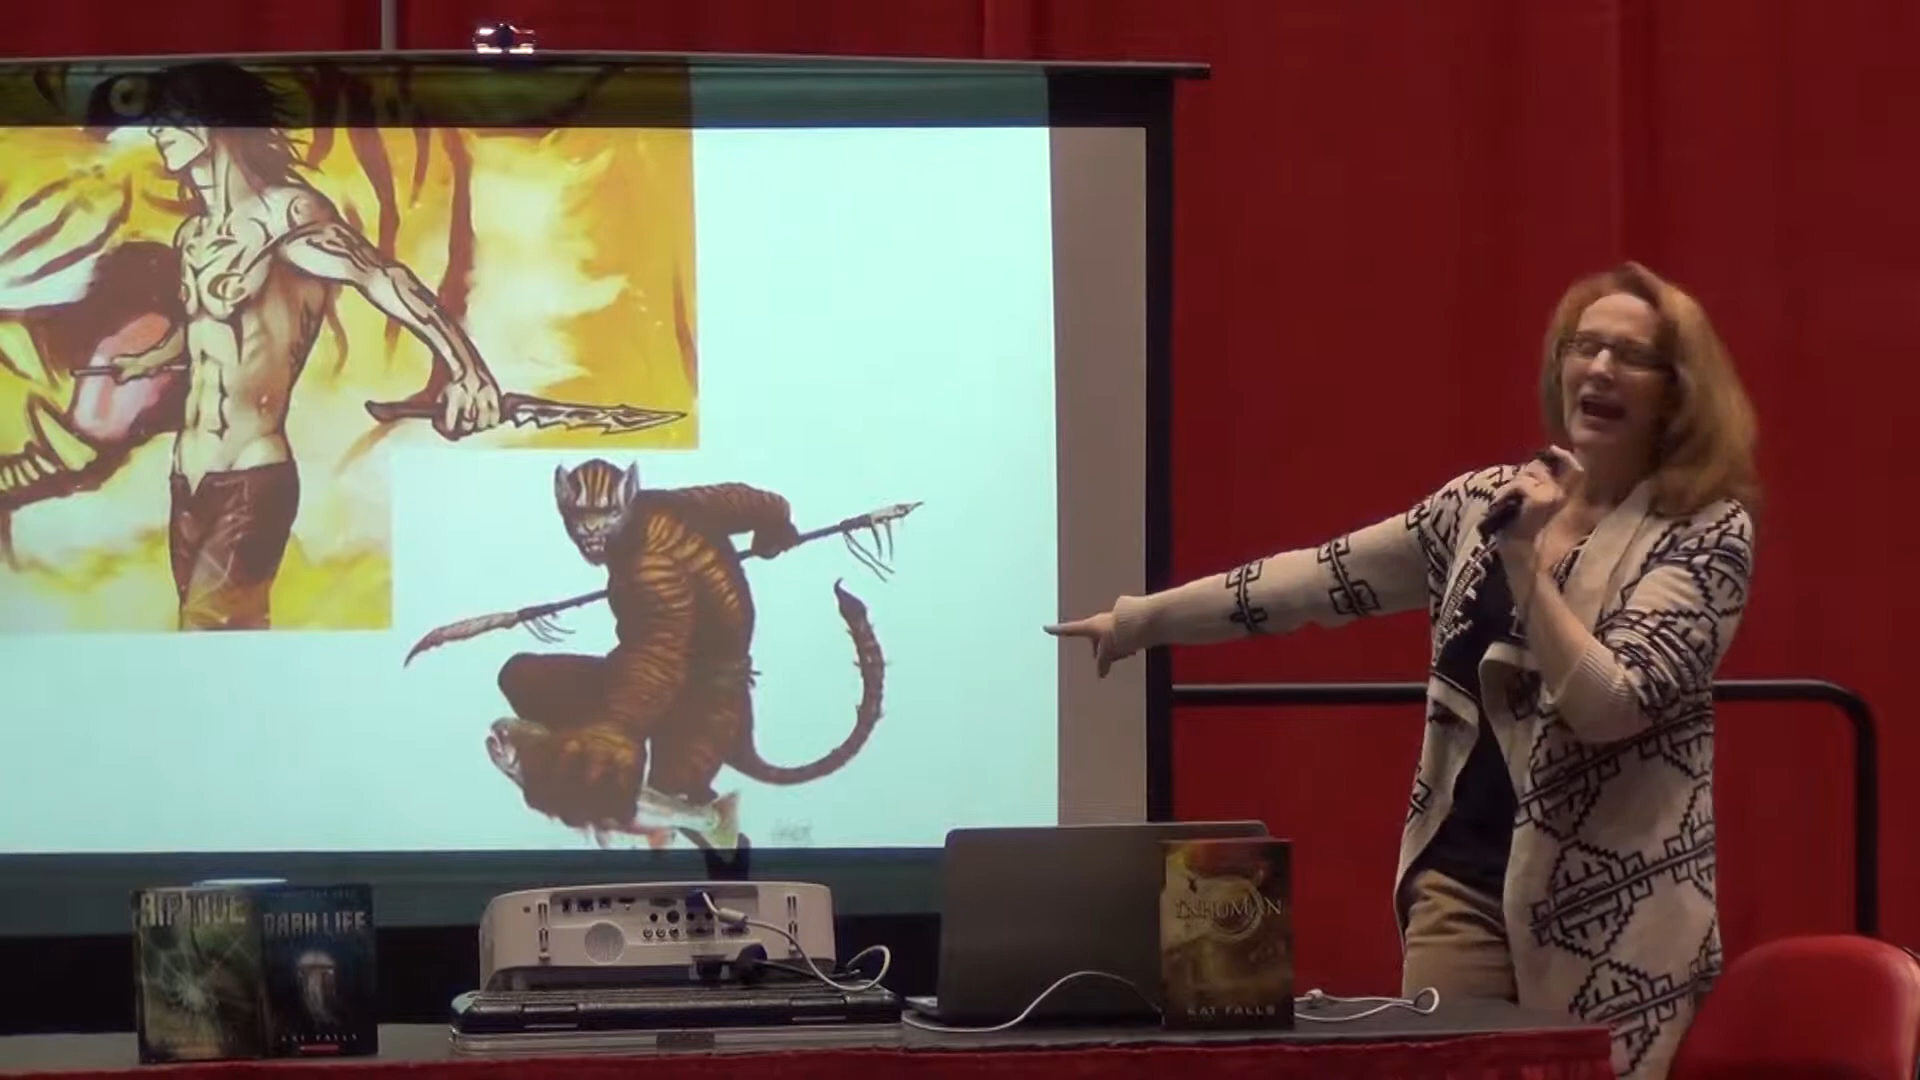 RIPTIDE
DARK LIFE
KAT FALLS
INHUMAN
KAT FALLS